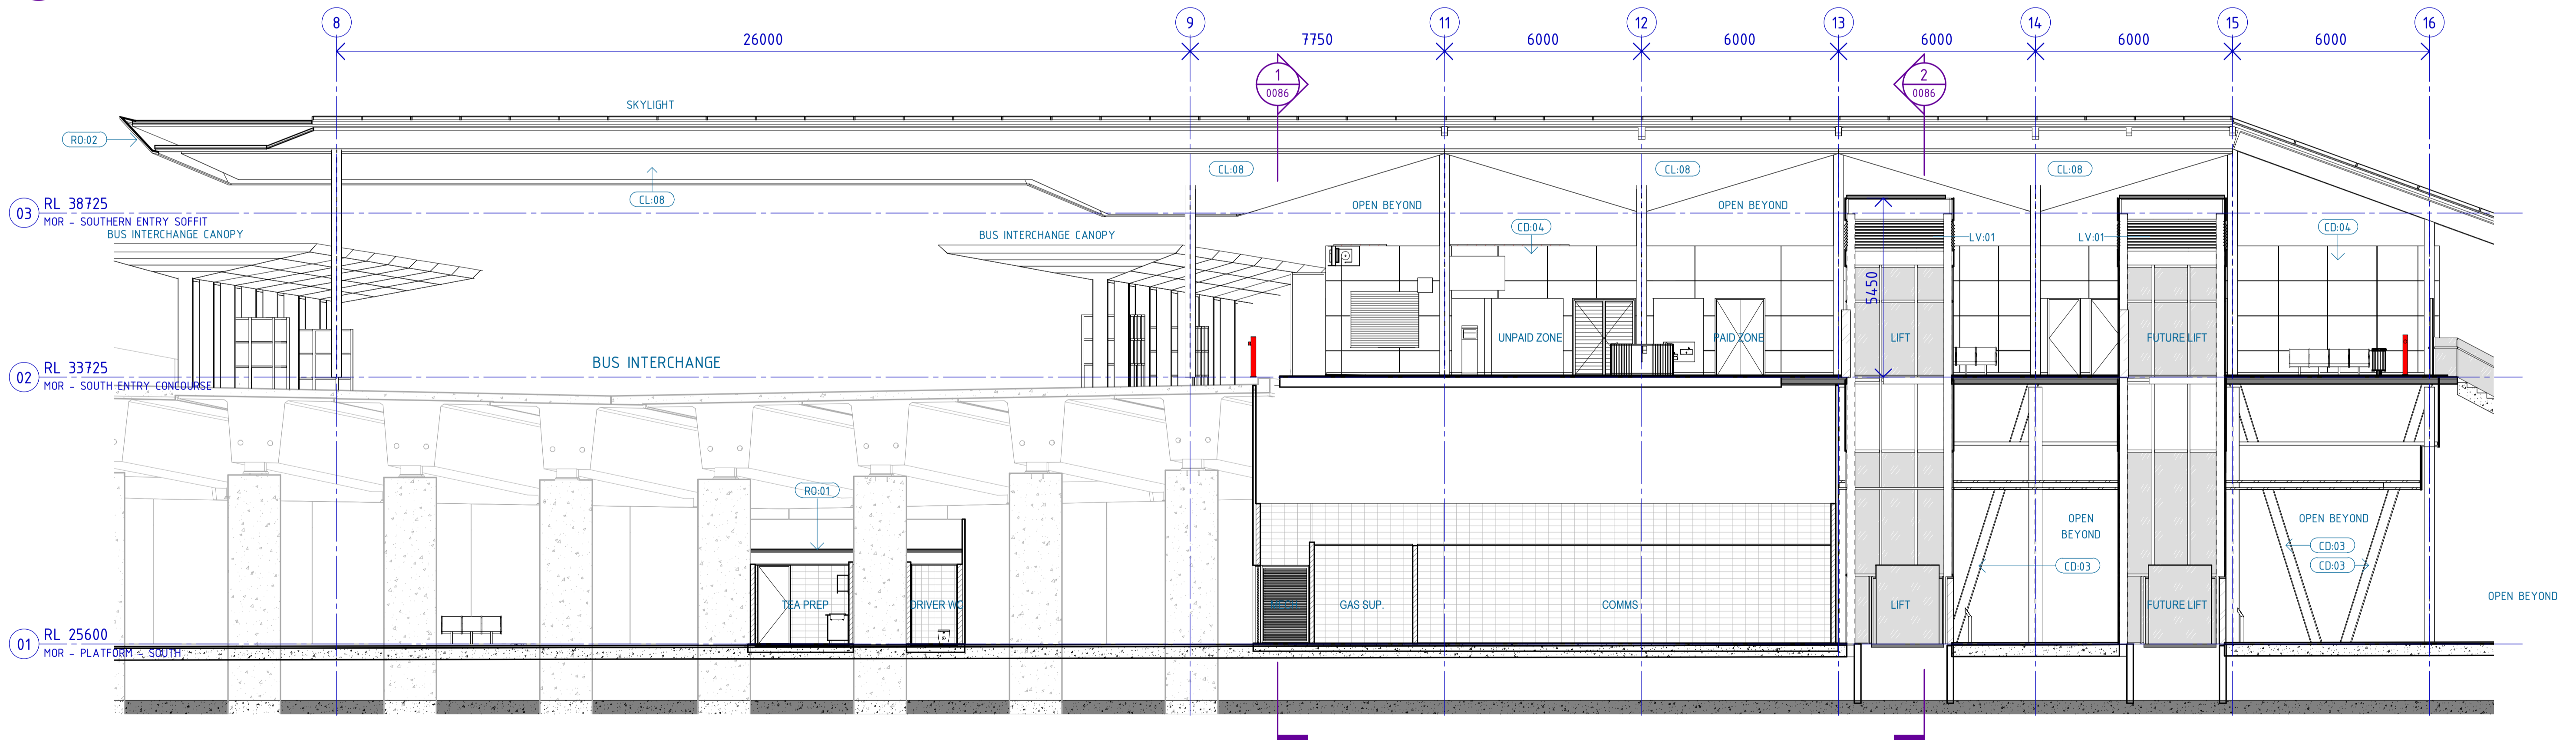 8
9
11
12
13
14
15
16
26000
7750
6000
6000
6000
6000
6000
1
0086
2
0086
SKYLIGHT
RO:02
CL:08
CL:08
CL:08
CL:08
03
RL 38725
MOR - SOUTHERN ENTRY SOFFIT
OPEN BEYOND
OPEN BEYOND
BUS INTERCHANGE CANOPY
BUS INTERCHANGE CANOPY
CD:04
LV:01
LV:01
CD:04
5450
UNPAID ZONE
PAID ZONE
LIFT
FUTURE LIFT
BUS INTERCHANGE
02
RL 33725
MOR - SOUTH ENTRY CONCOURSE
RO:01
OPEN
BEYOND
OPEN BEYOND
CD:03
CD:03
CD:03
OPEN BEYOND
TEA PREP
DRIVER WC
GAS SUP.
COMMS
LIFT
FUTURE LIFT
01
RL 25600
MOR - PLATFORM - SOUTH